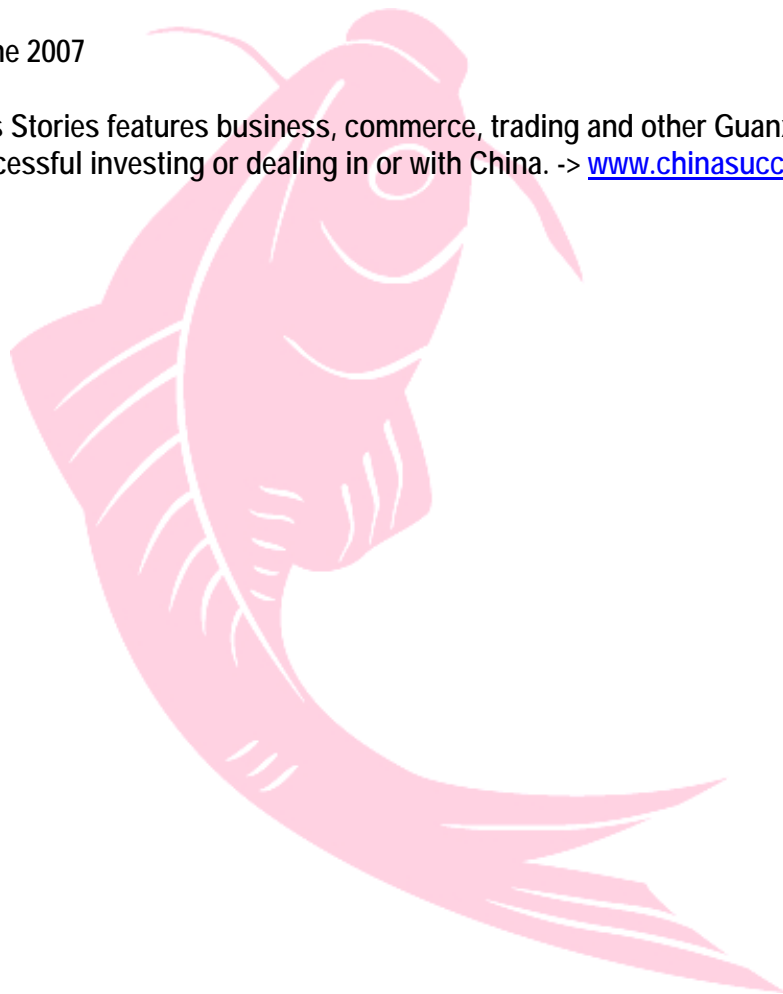 ne 2007
s Stories features business, commerce, trading and other Guan
cessful investing or dealing in or with China. -> www.chinasucc